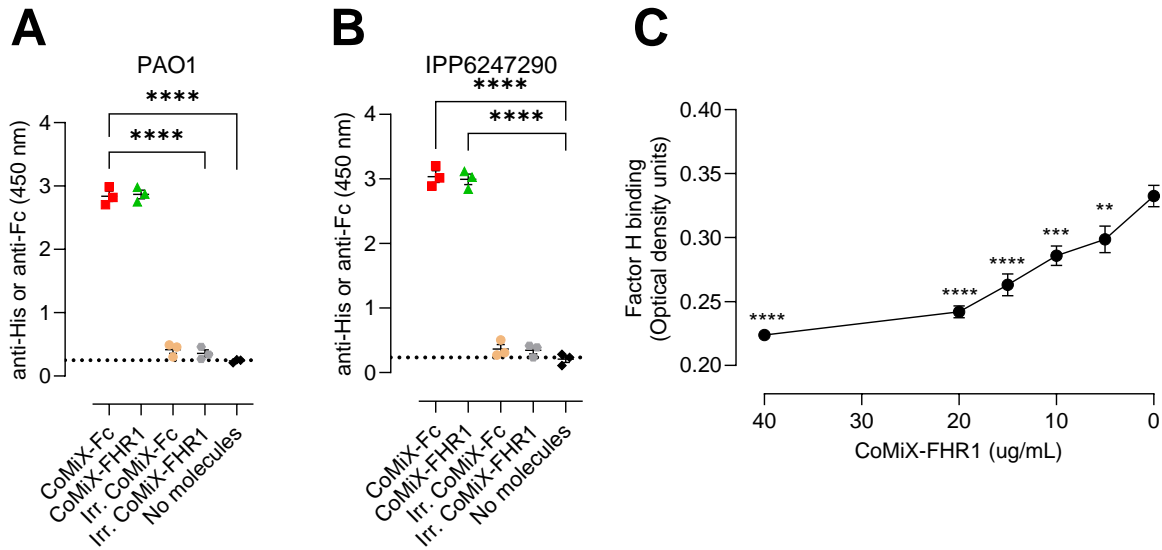 A
B
C
PAO1
****
****
anti-His or anti-Fc (450 nm)
4
3
2
1
0
CoMiX-Fc
CoMiX-FHR1
Irr. CoMiX-Fc
Irr. CoMiX-FHR1
No molecules
IPP6247290
****
****
anti-His or anti-Fc (450 nm)
4
3
2
1
0
CoMiX-Fc
CoMiX-FHR1
Irr. CoMiX-Fc
Irr. CoMiX-FHR1
No molecules
Factor H binding
(Optical density units)
0.40
0.35
0.30
0.25
0.20
****
****
****
***
**
40
30
20
10
0
CoMiX-FHR1 (ug/mL)